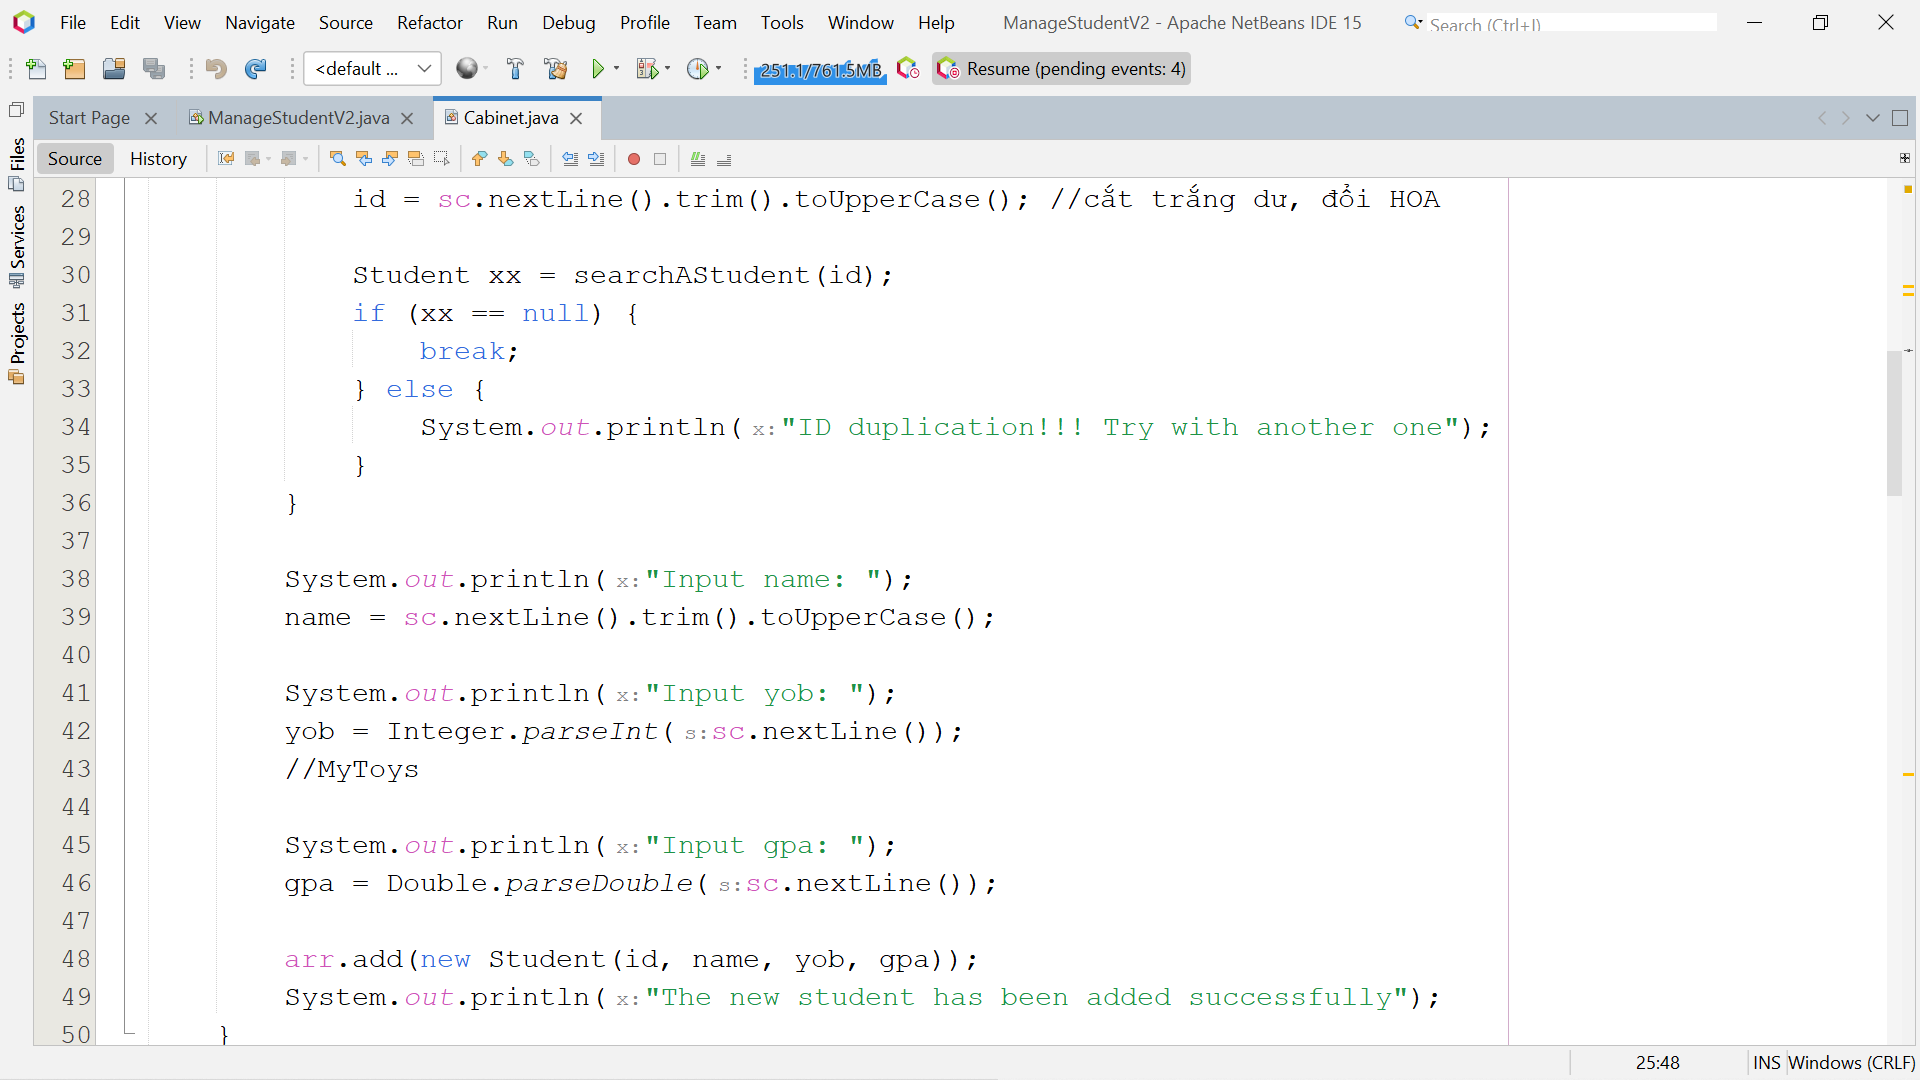 File Edit View Navigate Source Refactor Run Debug Profile Team Tools Window Help ManageStudentV2 - Apache NetBeans IDE 15 Search (Ctrl+I)
<default ... 251.1/761.5MB Resume (pending events: 4)
Start Page ManageStudentV2.java Cabinet.java
Source History
Files
Services
Projects
28 id = sc.nextLine().trim().toUpperCase(); //cắt trắng dư, đổi HOA
29
30 Student xx = searchAStudent(id);
31 if (xx == null) {
32 break;
33 } else {
34 System.out.println( x:"ID duplication!!! Try with another one");
35 }
36 }
37
38 System.out.println( x:"Input name: ");
39 name = sc.nextLine().trim().toUpperCase();
40
41 System.out.println( x:"Input yob: ");
42 yob = Integer.parseInt( s:sc.nextLine());
43 //MyToys
44
45 System.out.println( x:"Input gpa: ");
46 gpa = Double.parseDouble( s:sc.nextLine());
47
48 arr.add(new Student(id, name, yob, gpa));
49 System.out.println( x:"The new student has been added successfully");
50 }
25:48 INS Windows (CRLF)